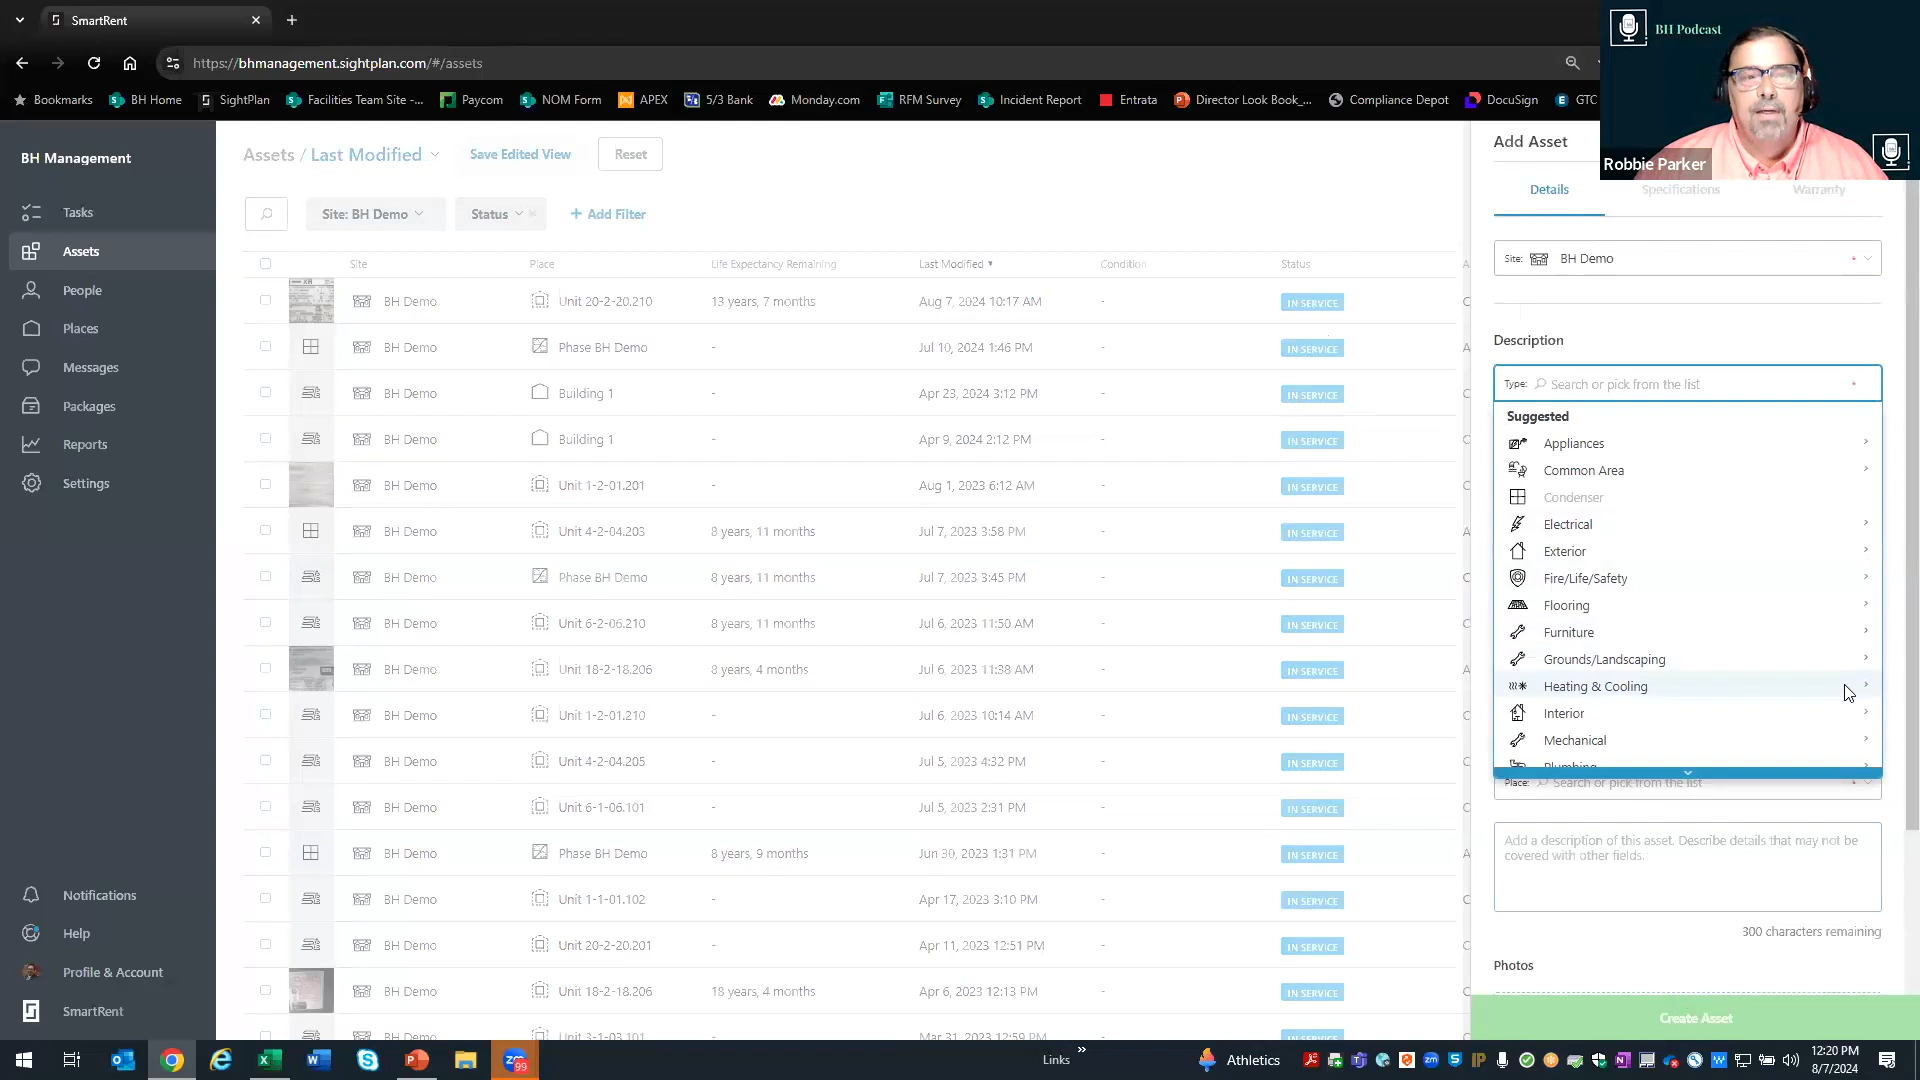 SmartRent
https://bhmanagement.sightplan.com/#/assets
Bookmarks BH Home SightPlan Facilities Team Site -... Paycom NOM Form APEX 5/3 Bank Monday.com RFM Survey Incident Report Entrata Director Look Book_... Compliance Depot DocuSign GTC
BH Podcast
Robbie Parker
BH Management
Tasks
Assets
People
Places
Messages
Packages
Reports
Settings
Notifications
Help
Profile & Account
SmartRent
Assets / Last Modified Save Edited View Reset
Site: BH Demo Status + Add Filter
Site Place Life Expectancy Remaining Last Modified Condition Status
BH Demo Unit 20-2-20.210 13 years, 7 months Aug 7, 2024 10:17 AM - IN SERVICE
BH Demo Phase BH Demo - Jul 10, 2024 1:46 PM - IN SERVICE
BH Demo Building 1 - Apr 23, 2024 3:12 PM - IN SERVICE
BH Demo Building 1 - Apr 9, 2024 2:12 PM - IN SERVICE
BH Demo Unit 1-2-01.201 - Aug 1, 2023 6:12 AM - IN SERVICE
BH Demo Unit 4-2-04.203 8 years, 11 months Jul 7, 2023 3:58 PM - IN SERVICE
BH Demo Phase BH Demo 8 years, 11 months Jul 7, 2023 3:45 PM - IN SERVICE
BH Demo Unit 6-2-06.210 8 years, 11 months Jul 6, 2023 11:50 AM - IN SERVICE
BH Demo Unit 18-2-18.206 8 years, 4 months Jul 6, 2023 11:38 AM - IN SERVICE
BH Demo Unit 1-2-01.210 - Jul 6, 2023 10:14 AM - IN SERVICE
BH Demo Unit 4-2-04.205 - Jul 5, 2023 4:32 PM - IN SERVICE
BH Demo Unit 6-1-06.101 - Jul 5, 2023 2:31 PM - IN SERVICE
BH Demo Phase BH Demo 8 years, 9 months Jun 30, 2023 1:31 PM - IN SERVICE
BH Demo Unit 1-1-01.102 - Apr 17, 2023 3:10 PM - IN SERVICE
BH Demo Unit 20-2-20.201 - Apr 11, 2023 12:51 PM - IN SERVICE
BH Demo Unit 18-2-18.206 18 years, 4 months Apr 6, 2023 12:13 PM - IN SERVICE
BH Demo Unit 3-1-03.101 - Mar 31, 2023 12:59 PM - IN SERVICE
Add Asset
Details Specifications Warranty
Site: BH Demo
Description
Type: Search or pick from the list
Suggested
Appliances
Common Area
Condenser
Electrical
Exterior
Fire/Life/Safety
Flooring
Furniture
Grounds/Landscaping
Heating & Cooling
Interior
Mechanical
Plumbing
Place: Search or pick from the list
Add a description of this asset. Describe details that may not be
covered with other fields.
300 characters remaining
Photos
Create Asset
99
Links
Athletics
12:20 PM
8/7/2024